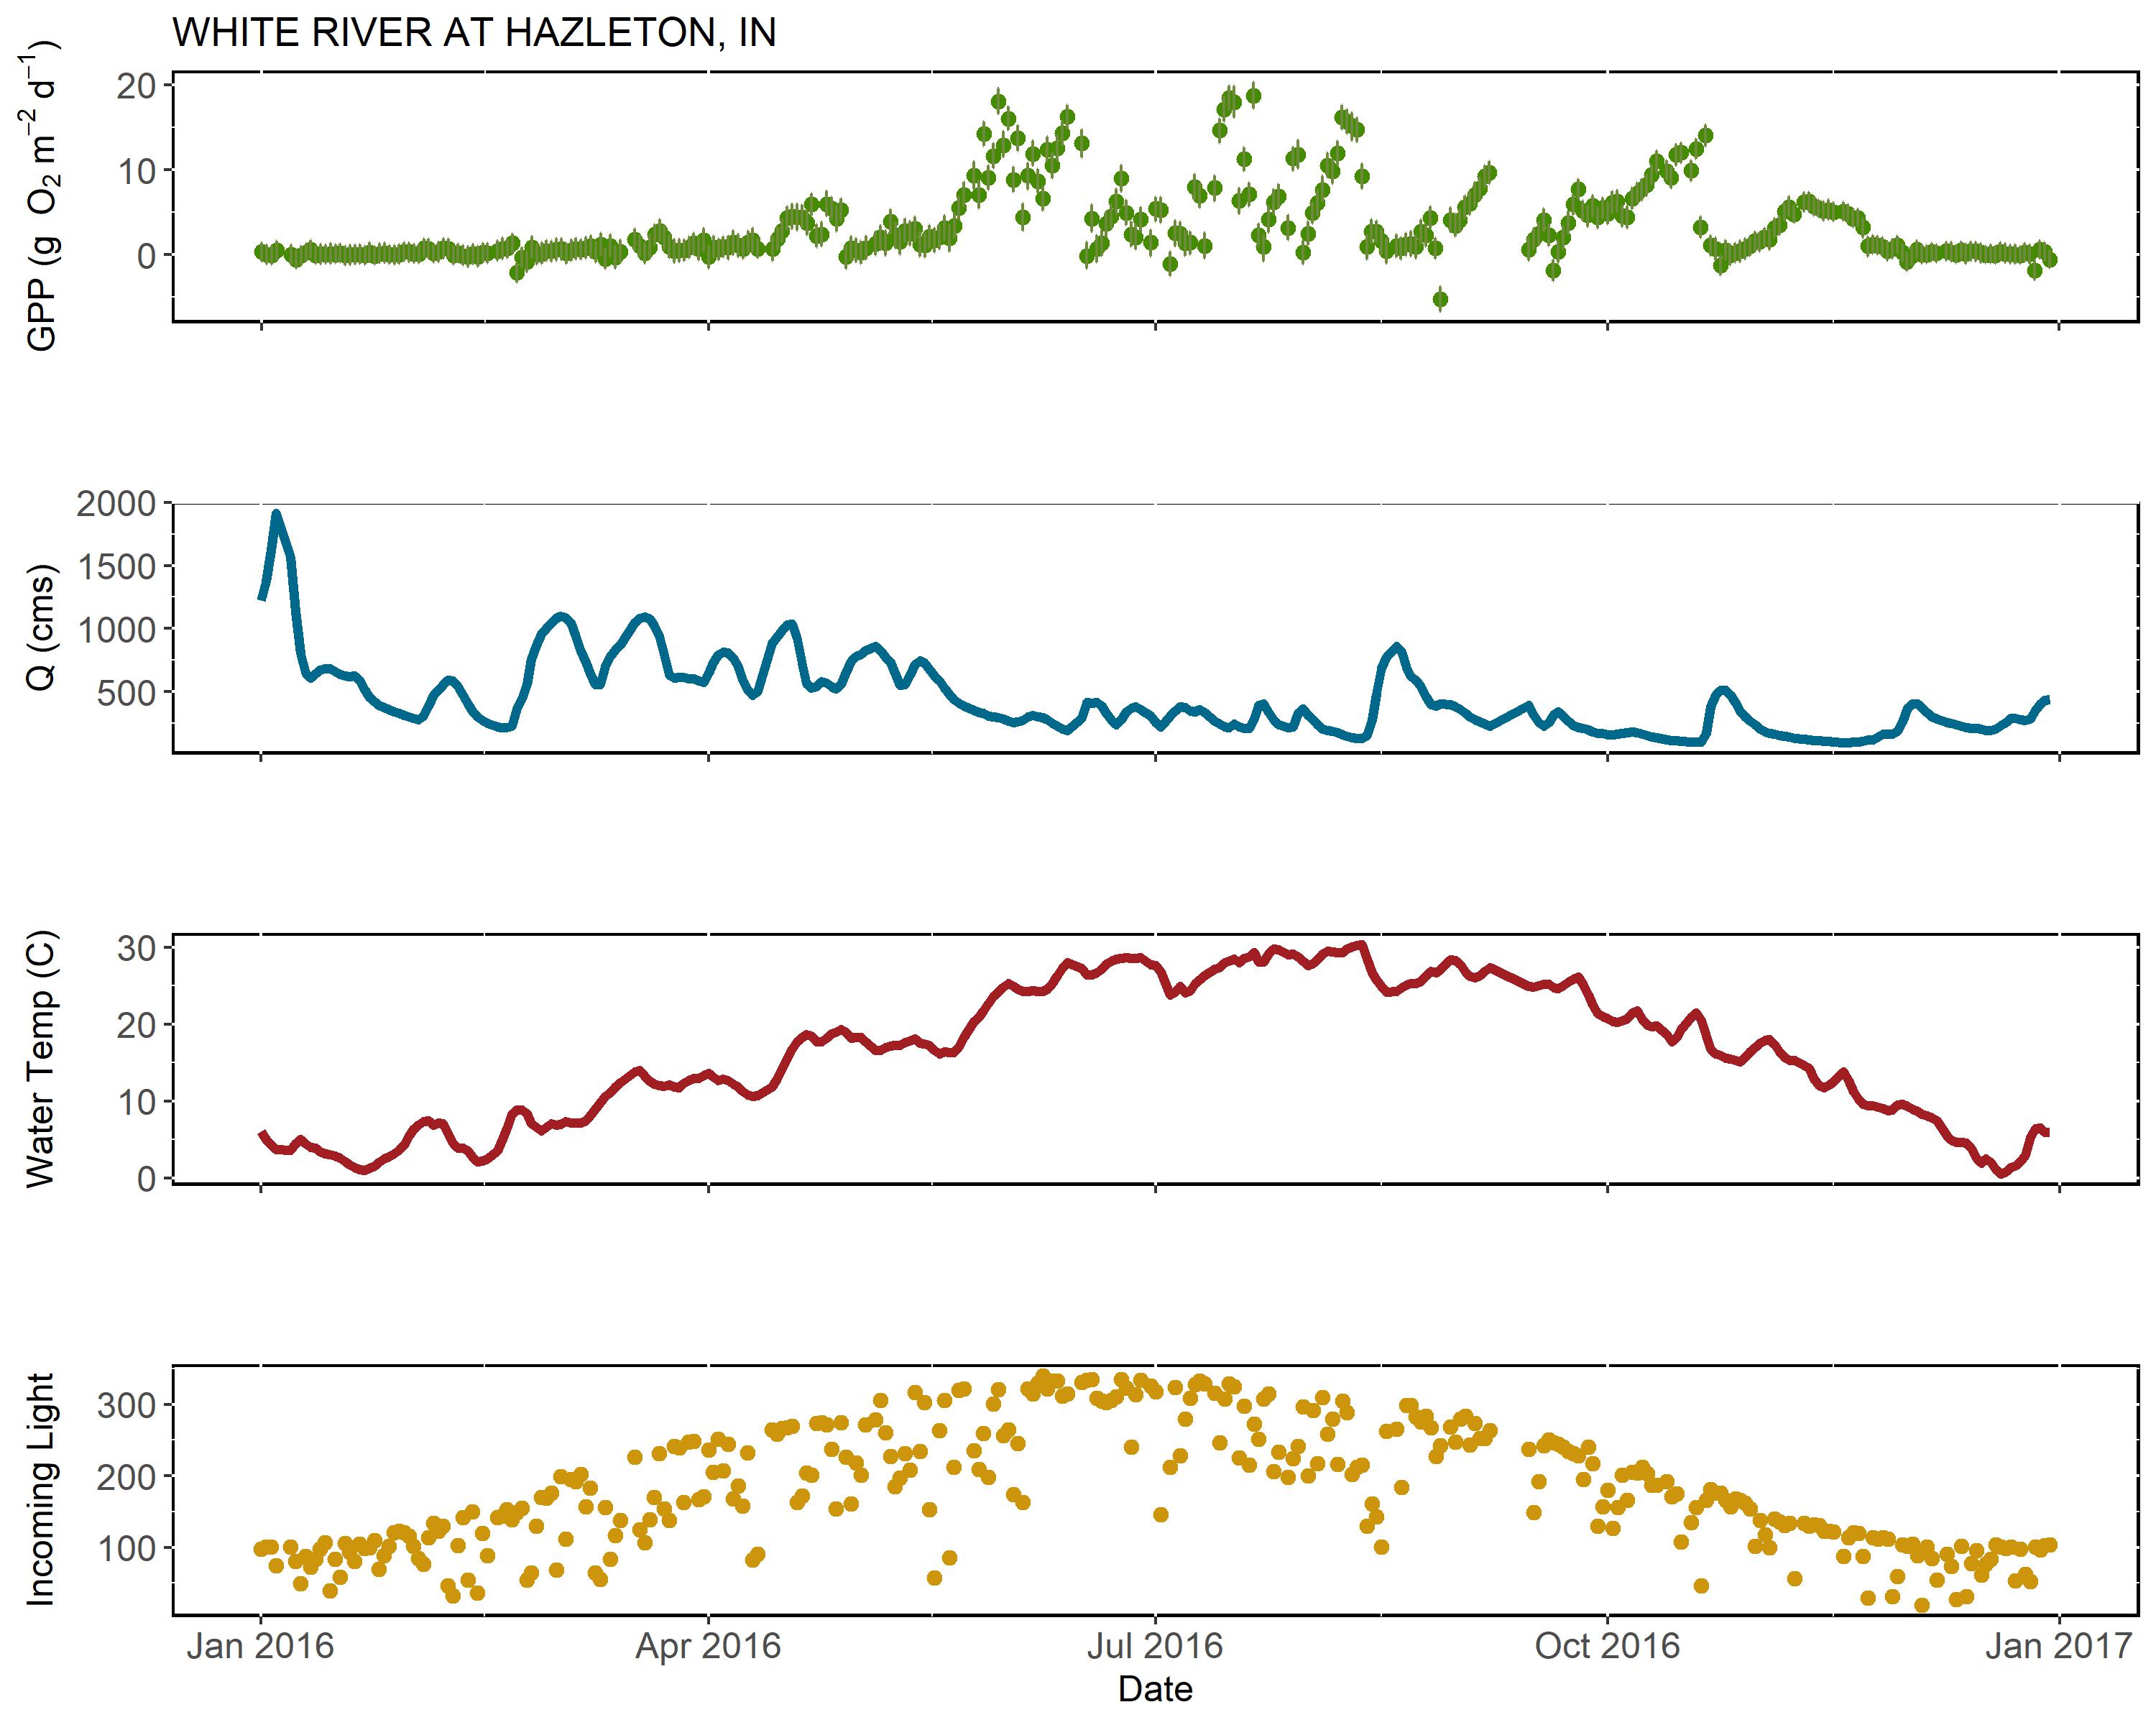 WHITE RIVER AT HAZLETON, IN
GPP (g O₂ m⁻² d⁻¹)
20
10
0
Q (cms)
2000
1500
1000
500
Water Temp (C)
30
20
10
0
Incoming Light
300
200
100
Jan 2016 Apr 2016 Jul 2016 Oct 2016 Jan 2017
Date